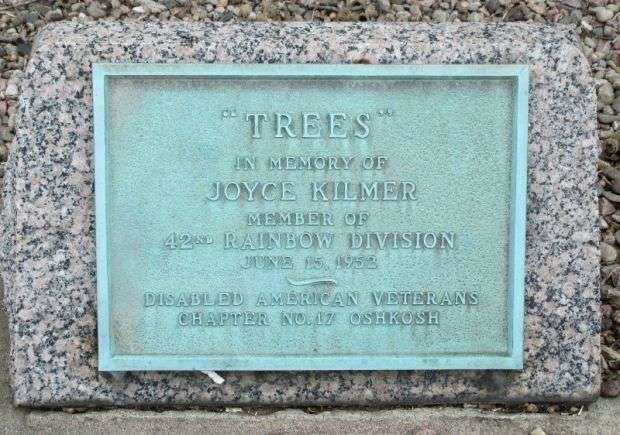 "TREES"
IN MEMORY OF
JOYCE KILMER
MEMBER OF
42ND RAINBOW DIVISION
JUNE 15, 1952
DISABLED AMERICAN VETERANS
CHAPTER NO. 17 OSHKOSH